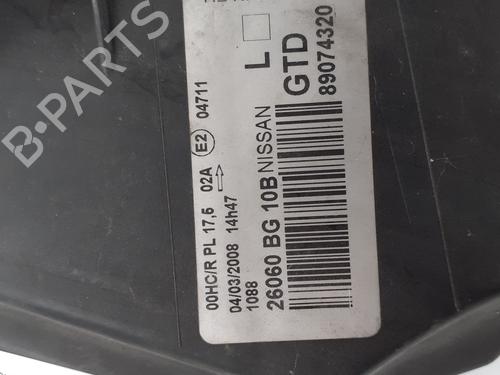 L
GTD
89074320
NISSAN
26060 BG 10B
1088
04/03/2008 14h47
00HC/R PL 17,5 02A E2 04711
B-PARTS